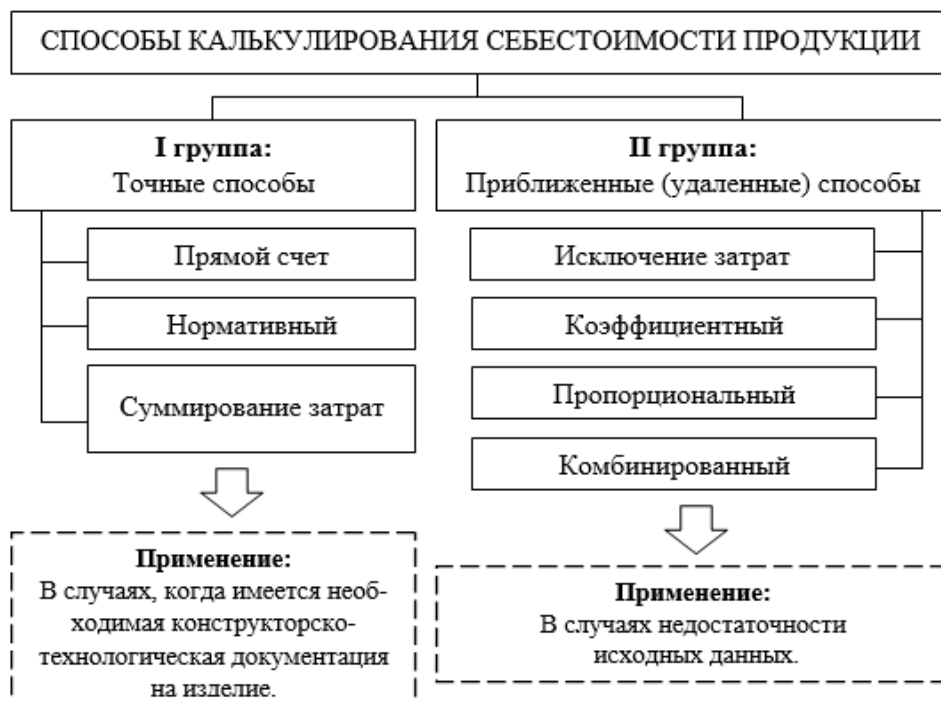 СПОСОБЫ КАЛЬКУЛИРОВАНИЯ СЕБЕСТОИМОСТИ ПРОДУКЦИИ
I группа:
Точные способы
Прямой счет
Нормативный
Суммирование затрат
Применение:
В случаях, когда имеется необ-
ходимая конструкторско-
технологическая документация
на изделие.
II группа:
Приближенные (удаленные) способы
Исключение затрат
Коэффициентный
Пропорциональный
Комбинированный
Применение:
В случаях недостаточности
исходных данных.